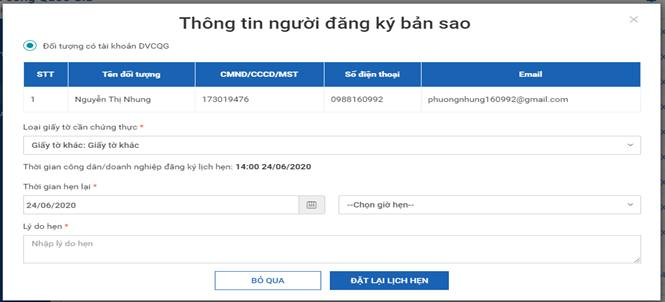 Thông tin người đăng ký bản sao
Đối tượng có tài khoản DVCQG
STT Tên đối tượng CMND/CCCD/MST Số điện thoại Email
1 Nguyễn Thị Nhung 173019476 0988160992 phuongnhung160992@gmail.com
Loại giấy tờ cần chứng thực *
Giấy tờ khác: Giấy tờ khác
Thời gian công dân/doanh nghiệp đăng ký lịch hẹn: 14:00 24/06/2020
Thời gian hẹn lại *
24/06/2020 --Chọn giờ hẹn--
Lý do hẹn *
Nhập lý do hẹn
BỎ QUA ĐẶT LẠI LỊCH HẸN